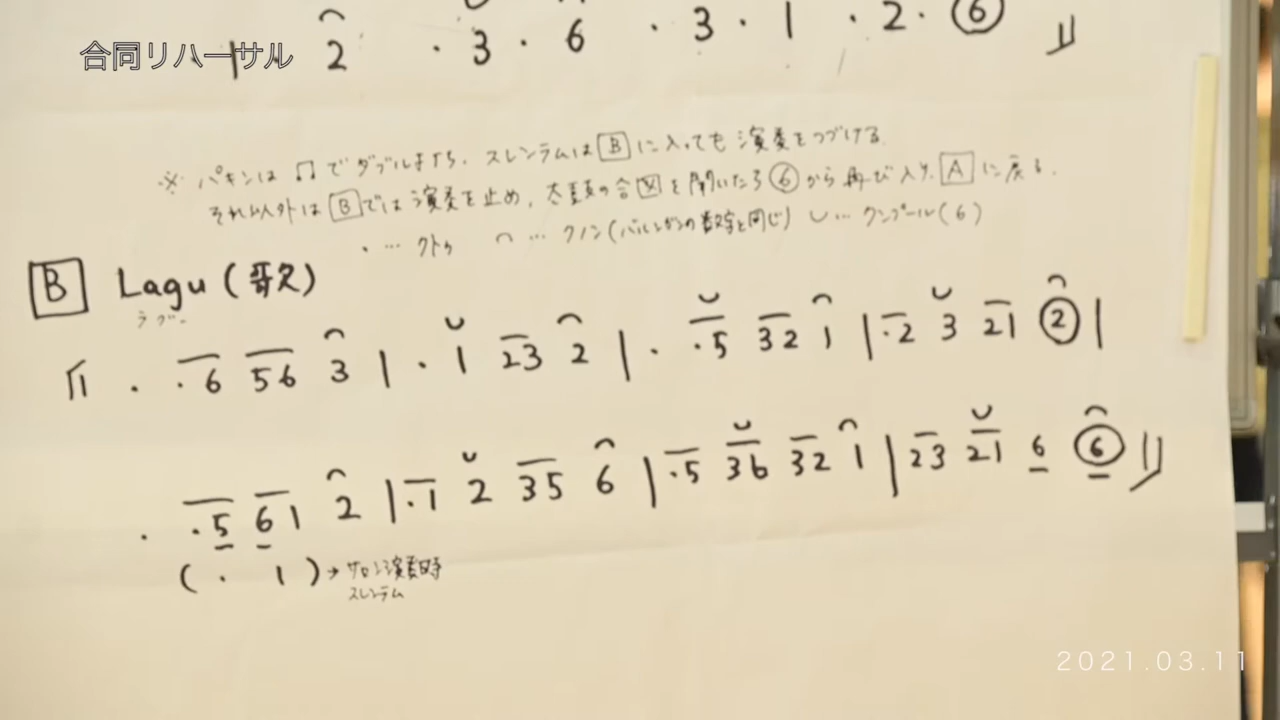 合同リハーサル
2 · 3 · 6 · 3 · 1 · 2 · ⑥
※ パキンは ♫ でダブルまたら. スレンテムは B に入っても 演奏をつづける.
それ以外は B では 演奏を止め, 太鼓の合図を聞いたら ⑥ から再び入り, A に戻る.
· … クトゥ ⌒ … クノン(バルンガンの数字と同じ) ⌣ … クンプール(6)
B Lagu (歌)
ラグー
· ·6 56 3 | · 1 23 2 | · ·5 32 1 | ·2 3 21 ② |
· ·5 61 2 | ·1 2 35 6 | ·5 36 32 1 | 23 21 6 ⑥
( · 1 ) → サロン演奏時
スレンテム
2021.03.11